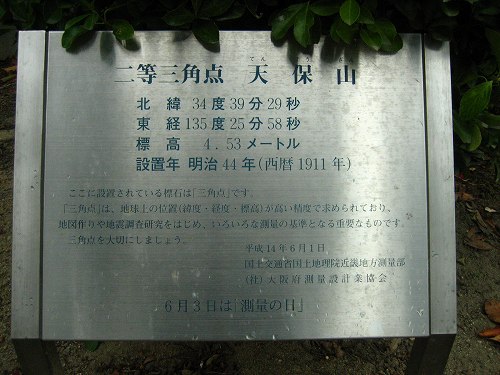 二等三角点 天保山
てんぽうざん
北緯 34度39分29秒
東経135度25分58秒
標高 4.53メートル
設置年 明治44年(西暦1911年)
ここに設置されている標石は「三角点」です。
「三角点」は、地球上の位置(緯度・経度・標高)が高い精度で求められており、
地図作りや地震調査研究をはじめ、いろいろな測量の基準となる重要なものです。
三角点を大切にしましょう。
平成14年6月1日
国土交通省国土地理院近畿地方測量部
(社)大阪府測量設計業協会
6月3日は「測量の日」